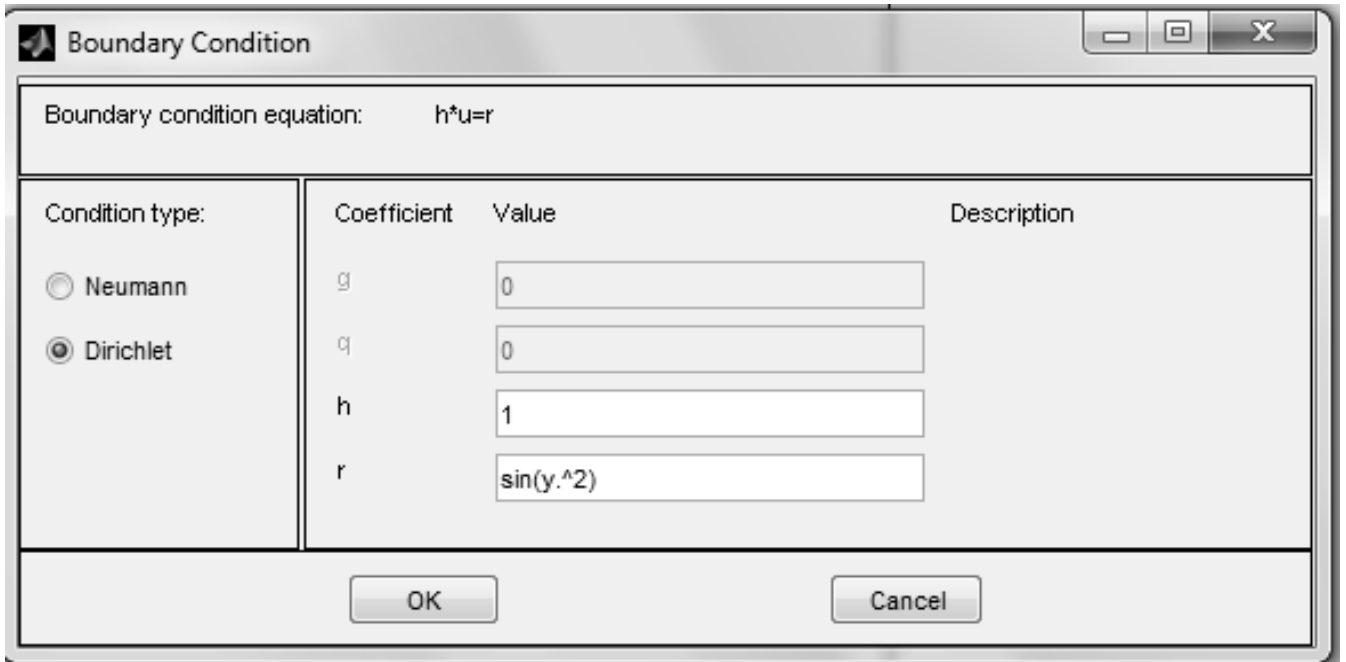 Boundary Condition
Boundary condition equation: h*u=r
Condition type: Coefficient Value Description
Neumann g 0
Dirichlet q 0
h 1
r sin(y.^2)
OK Cancel